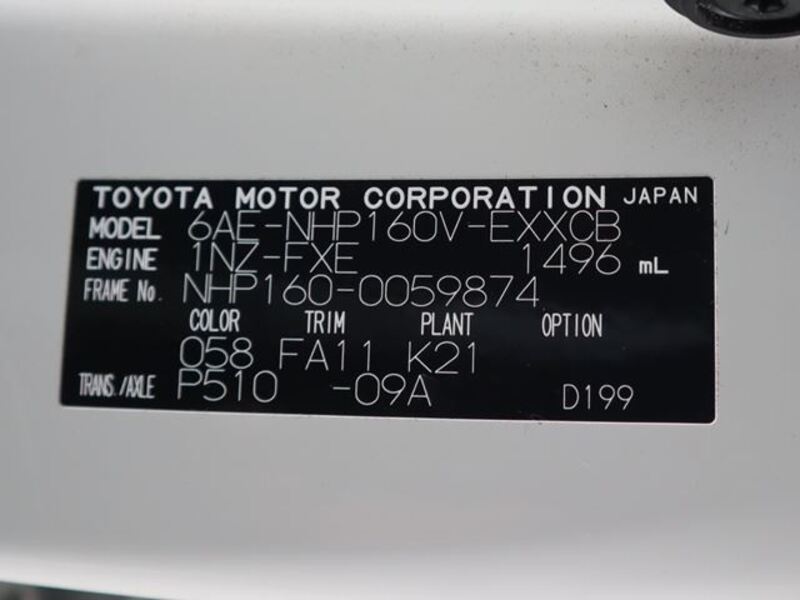 TOYOTA MOTOR CORPORATION JAPAN
MODEL 6AE-NHP160V-EXXCB
ENGINE 1NZ-FXE 1496 mL
FRAME No. NHP160-0059874
COLOR TRIM PLANT OPTION
058 FA11 K21
TRANS./AXLE P510 -09A D199